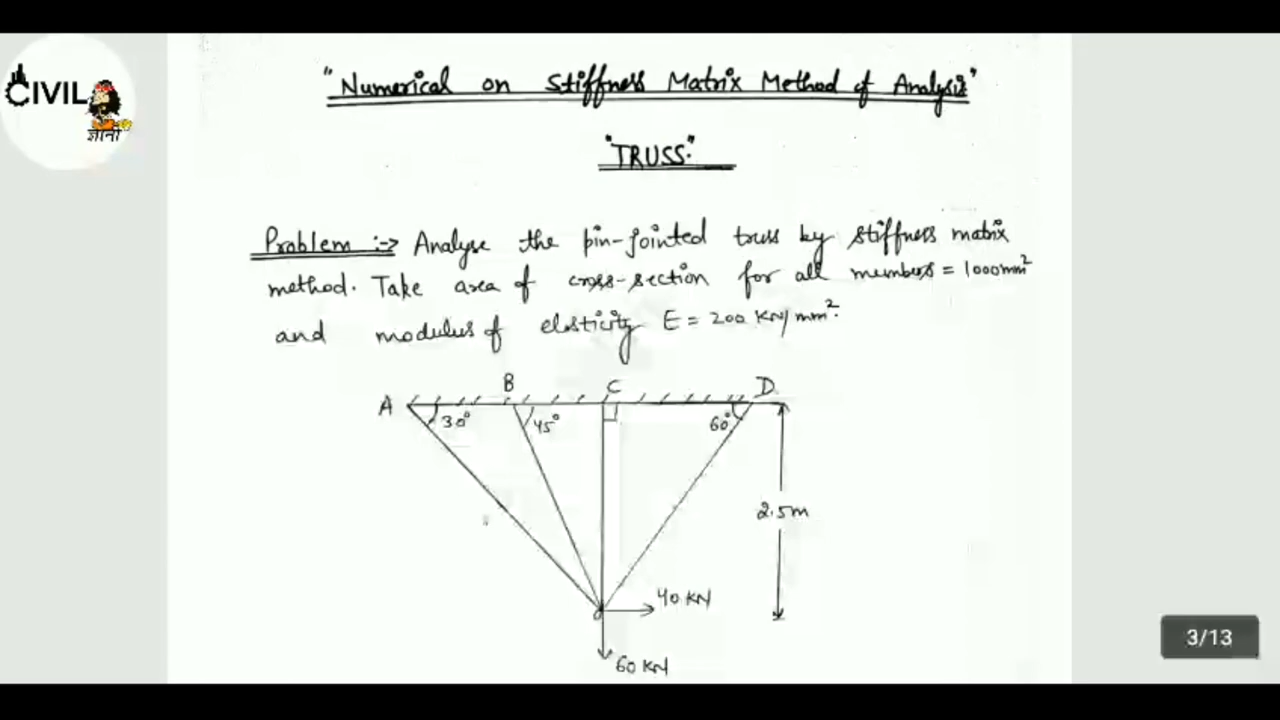 CIVIL
ज्ञानी
"Numerical on Stiffness Matrix Method of Analysis"
"TRUSS"
Problem :-> Analyse the pin-jointed truss by stiffness matrix
method. Take area of cross-section for all members = 1000mm²
and modulus of elasticity E = 200 KN/mm².
A B C D
30° 45° 60°
2.5m
40 KN
60 KN
3/13